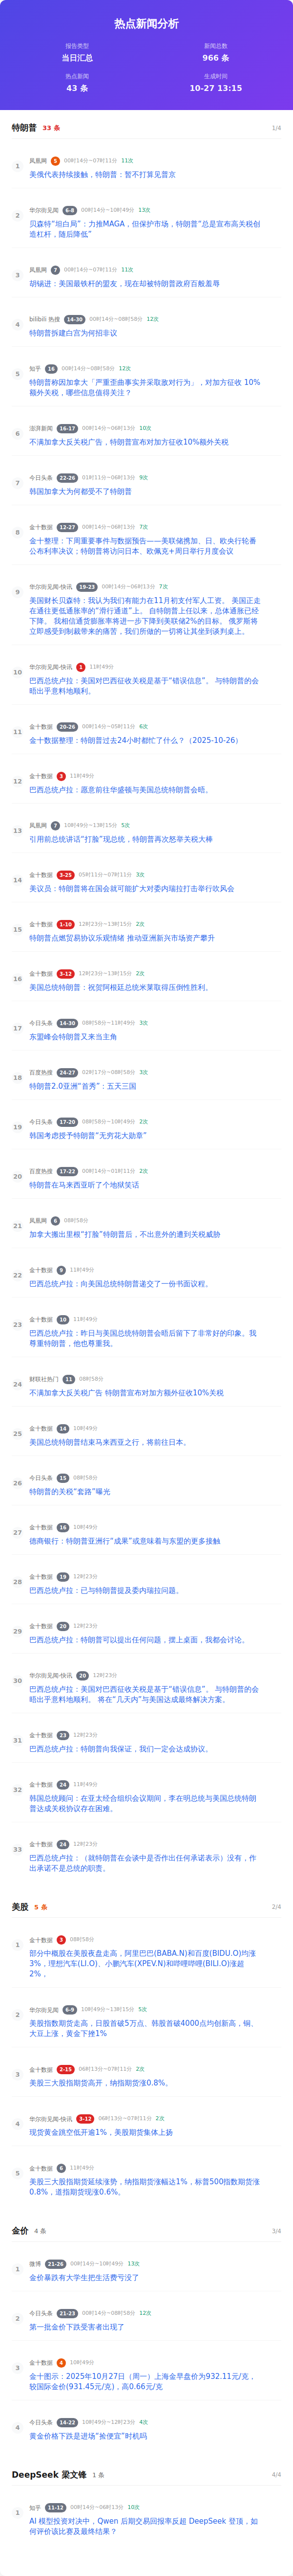 热点新闻分析
报告类型
当日汇总
新闻总数
966 条
热点新闻
43 条
生成时间
10-27 13:15
特朗普 33 条 1/4
1
凤凰网 5 00时14分~07时11分 11次
美俄代表持续接触，特朗普：暂不打算见普京
2
华尔街见闻 6-8 00时14分~10时49分 13次
贝森特“坦白局”：力推MAGA，但保护市场，特朗普“总是宣布高关税创
造杠杆，随后降低”
3
凤凰网 7 00时14分~07时11分 11次
胡锡进：美国最铁杆的盟友，现在却被特朗普政府百般羞辱
4
bilibili 热搜 14-30 00时14分~08时58分 12次
特朗普拆建白宫为何招非议
5
知乎 16 00时14分~08时58分 12次
特朗普称因加拿大「严重歪曲事实并采取敌对行为」，对加方征收 10%
额外关税，哪些信息值得关注？
6
澎湃新闻 16-17 00时14分~06时13分 10次
不满加拿大反关税广告，特朗普宣布对加方征收10%额外关税
7
今日头条 22-26 01时11分~06时13分 9次
韩国加拿大为何都受不了特朗普
8
金十数据 12-27 00时14分~06时13分 7次
金十整理：下周重要事件与数据预告——美联储携加、日、欧央行轮番
公布利率决议；特朗普将访问日本、欧佩克+周日举行月度会议
9
华尔街见闻-快讯 19-23 00时14分~06时13分 7次
美国财长贝森特：我认为我们有能力在11月初支付军人工资。 美国正走
在通往更低通胀率的“滑行通道”上。 自特朗普上任以来，总体通胀已经
下降。 我相信通货膨胀率将进一步下降到美联储2%的目标。 俄罗斯将
立即感受到制裁带来的痛苦，我们所做的一切将让其坐到谈判桌上。
10
华尔街见闻-快讯 1 11时49分
巴西总统卢拉：美国对巴西征收关税是基于“错误信息”。 与特朗普的会
晤出乎意料地顺利。
11
金十数据 20-26 00时14分~05时11分 6次
金十数据整理：特朗普过去24小时都忙了什么？（2025-10-26）
12
金十数据 3 11时49分
巴西总统卢拉：愿意前往华盛顿与美国总统特朗普会晤。
13
凤凰网 7 10时49分~13时15分 5次
引用前总统讲话“打脸”现总统，特朗普再次怒举关税大棒
14
金十数据 3-25 05时11分~07时11分 3次
美议员：特朗普将在国会就可能扩大对委内瑞拉打击举行吹风会
15
金十数据 1-10 12时23分~13时15分 2次
特朗普点燃贸易协议乐观情绪 推动亚洲新兴市场资产攀升
16
金十数据 3-12 12时23分~13时15分 2次
美国总统特朗普：祝贺阿根廷总统米莱取得压倒性胜利。
17
今日头条 14-30 08时58分~11时49分 3次
东盟峰会特朗普又来当主角
18
百度热搜 24-27 02时17分~08时58分 3次
特朗普2.0亚洲“首秀”：五天三国
19
今日头条 17-20 08时58分~10时49分 2次
韩国考虑授予特朗普“无穷花大勋章”
20
百度热搜 17-22 00时14分~01时11分 2次
特朗普在马来西亚听了个地狱笑话
21
凤凰网 6 08时58分
加拿大搬出里根“打脸”特朗普后，不出意外的遭到关税威胁
22
金十数据 9 11时49分
巴西总统卢拉：向美国总统特朗普递交了一份书面议程。
23
金十数据 10 11时49分
巴西总统卢拉：昨日与美国总统特朗普会晤后留下了非常好的印象。我
尊重特朗普，他也尊重我。
24
财联社热门 11 08时58分
不满加拿大反关税广告 特朗普宣布对加方额外征收10%关税
25
金十数据 14 10时49分
美国总统特朗普结束马来西亚之行，将前往日本。
26
今日头条 15 08时58分
特朗普的关税“套路”曝光
27
金十数据 16 10时49分
德商银行：特朗普亚洲行“成果”或意味着与东盟的更多接触
28
金十数据 19 12时23分
巴西总统卢拉：已与特朗普提及委内瑞拉问题。
29
金十数据 20 12时23分
巴西总统卢拉：特朗普可以提出任何问题，摆上桌面，我都会讨论。
30
华尔街见闻-快讯 20 12时23分
巴西总统卢拉：美国对巴西征收关税是基于“错误信息”。 与特朗普的会
晤出乎意料地顺利。 将在“几天内”与美国达成最终解决方案。
31
金十数据 23 12时23分
巴西总统卢拉：特朗普向我保证，我们一定会达成协议。
32
金十数据 24 11时49分
韩国总统顾问：在亚太经合组织会议期间，李在明总统与美国总统特朗
普达成关税协议存在困难。
33
金十数据 24 12时23分
巴西总统卢拉：（就特朗普在会谈中是否作出任何承诺表示）没有，作
出承诺不是总统的职责。
美股 5 条 2/4
1
金十数据 3 08时58分
部分中概股在美股夜盘走高，阿里巴巴(BABA.N)和百度(BIDU.O)均涨
3%，理想汽车(LI.O)、小鹏汽车(XPEV.N)和哔哩哔哩(BILI.O)涨超
2% 。
2
华尔街见闻 6-9 10时49分~13时15分 5次
美股指数期货走高，日股首破5万点、韩股首破4000点均创新高，铜、
大豆上涨，黄金下挫1%
3
金十数据 2-15 06时13分~07时11分 2次
美股三大股指期货高开，纳指期货涨0.8%。
4
华尔街见闻-快讯 3-12 06时13分~07时11分 2次
现货黄金跳空低开逾1%，美股期货集体上扬
5
金十数据 6 11时49分
美股三大股指期货延续涨势，纳指期货涨幅达1%，标普500指数期货涨
0.8%，道指期货现涨0.6%。
金价 4 条 3/4
1
微博 21-26 00时14分~10时49分 13次
金价暴跌有大学生把生活费亏没了
2
今日头条 21-23 00时14分~08时58分 12次
第一批金价下跌受害者出现了
3
金十数据 4 10时49分
金十图示：2025年10月27日（周一）上海金早盘价为932.11元/克，
较国际金价(931.45元/克)，高0.66元/克
4
今日头条 14-22 10时49分~12时23分 4次
黄金价格下跌是进场“捡便宜”时机吗
DeepSeek 梁文锋 1 条 4/4
1
知乎 11-12 00时14分~06时13分 10次
AI 模型投资对决中，Qwen 后期交易回报率反超 DeepSeek 登顶，如
何评价该比赛及最终结果？